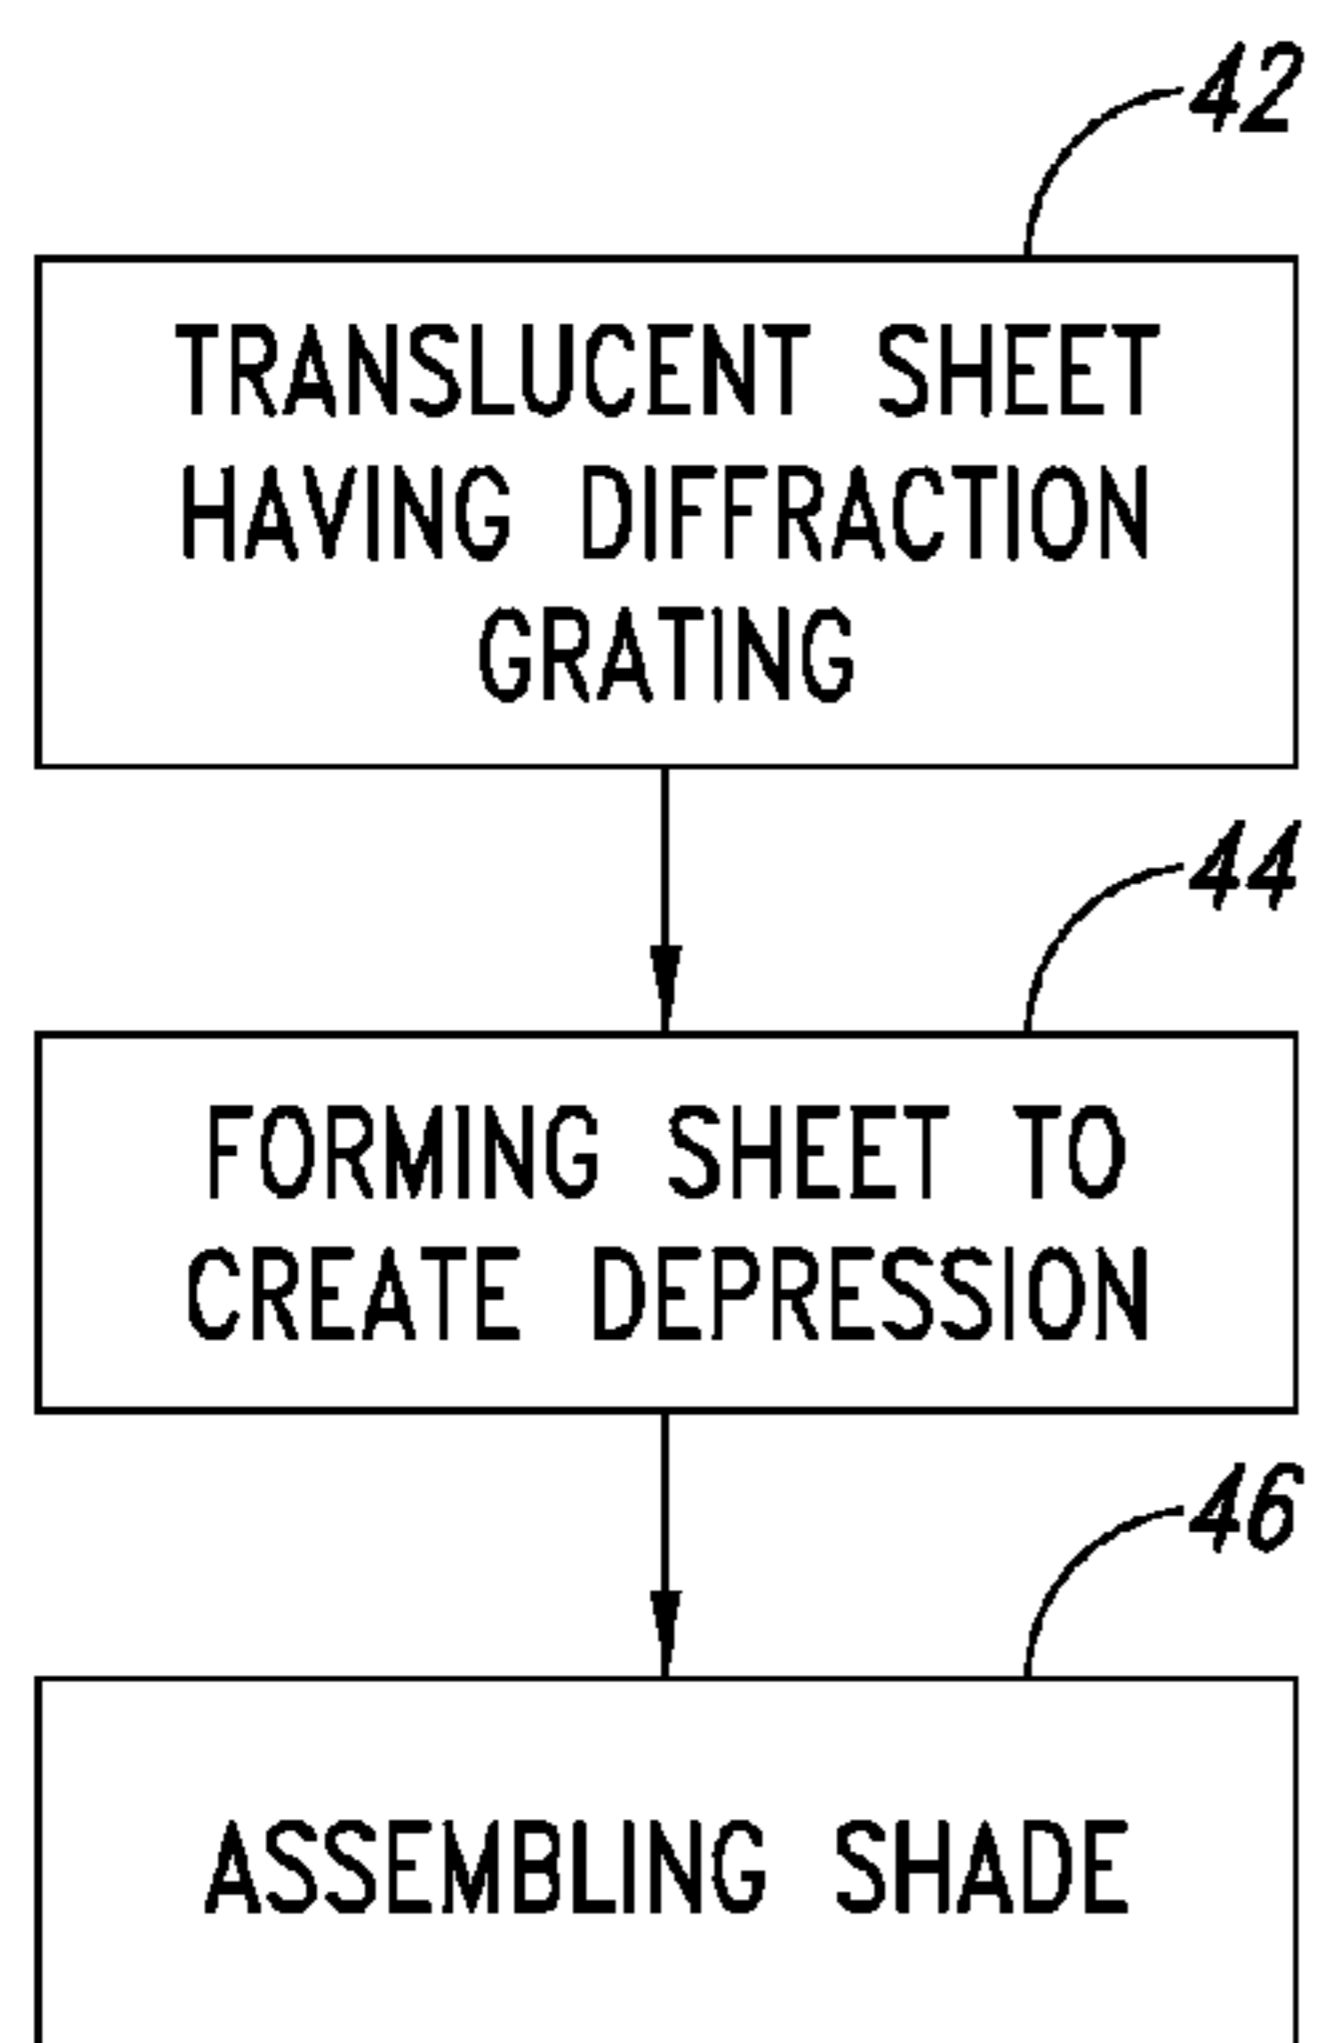 42
TRANSLUCENT SHEET
HAVING DIFFRACTION
GRATING
44
FORMING SHEET TO
CREATE DEPRESSION
46
ASSEMBLING SHADE